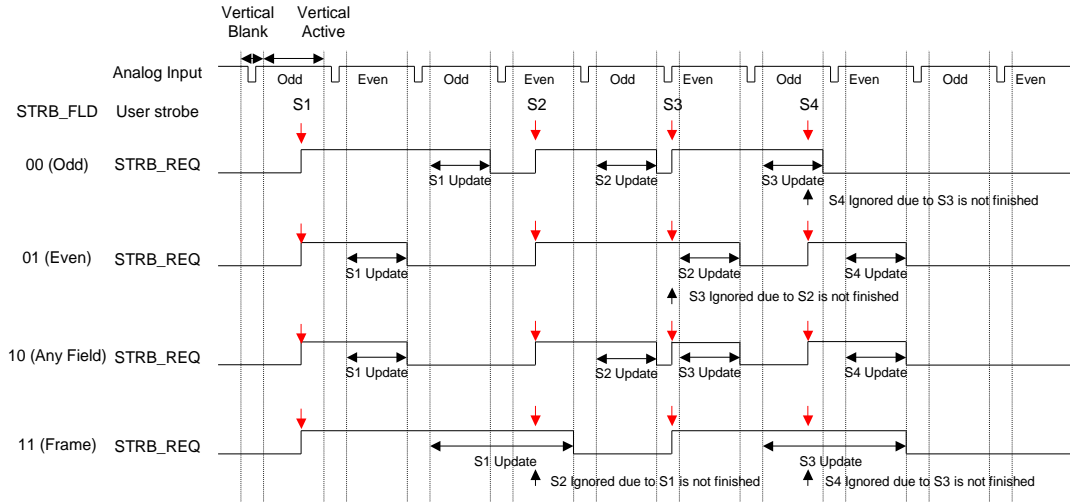 Vertical Blank
Vertical Active
Analog Input
Odd Even Odd Even Odd Even Odd Even Odd Even
STRB_FLD User strobe S1 S2 S3 S4
00 (Odd) STRB_REQ
S1 Update S2 Update S3 Update
S4 Ignored due to S3 is not finished
01 (Even) STRB_REQ
S1 Update S2 Update S4 Update
S3 Ignored due to S2 is not finished
10 (Any Field) STRB_REQ
S1 Update S2 Update S3 Update S4 Update
11 (Frame) STRB_REQ
S1 Update S3 Update
S2 Ignored due to S1 is not finished S4 Ignored due to S3 is not finished